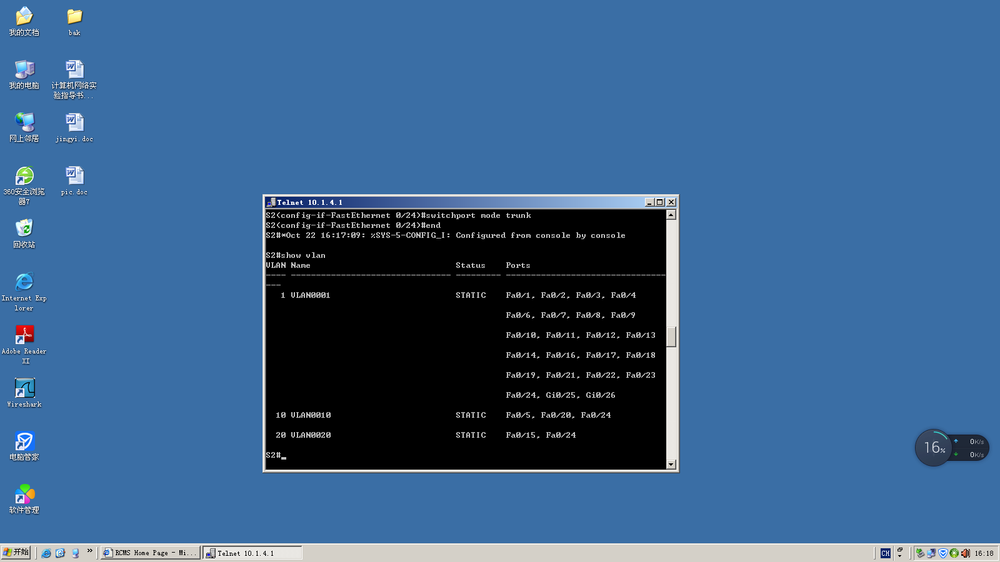 我的文档
bak
我的电脑
计算机网络实
验指导书...
网上邻居
jingyi.doc
360安全浏览
器7
pic.doc
回收站
Internet Exp
lorer
Adobe Reader
XI
Wireshark
电脑管家
软件管理
Telnet 10.1.4.1
S2(config-if-FastEthernet 0/24)#switchport mode trunk
S2(config-if-FastEthernet 0/24)#end
S2#*Oct 22 16:17:09: %SYS-5-CONFIG_I: Configured from console by console
S2#show vlan
VLAN Name Status Ports
---- -------------------------------- --------- --------------------------------
---
1 VLAN0001 STATIC Fa0/1, Fa0/2, Fa0/3, Fa0/4
Fa0/6, Fa0/7, Fa0/8, Fa0/9
Fa0/10, Fa0/11, Fa0/12, Fa0/13
Fa0/14, Fa0/16, Fa0/17, Fa0/18
Fa0/19, Fa0/21, Fa0/22, Fa0/23
Fa0/24, Gi0/25, Gi0/26
10 VLAN0010 STATIC Fa0/5, Fa0/20, Fa0/24
20 VLAN0020 STATIC Fa0/15, Fa0/24
S2#_
16%
0K/s
0K/s
开始
RCMS Home Page - Mi...
Telnet 10.1.4.1
CH
16:18